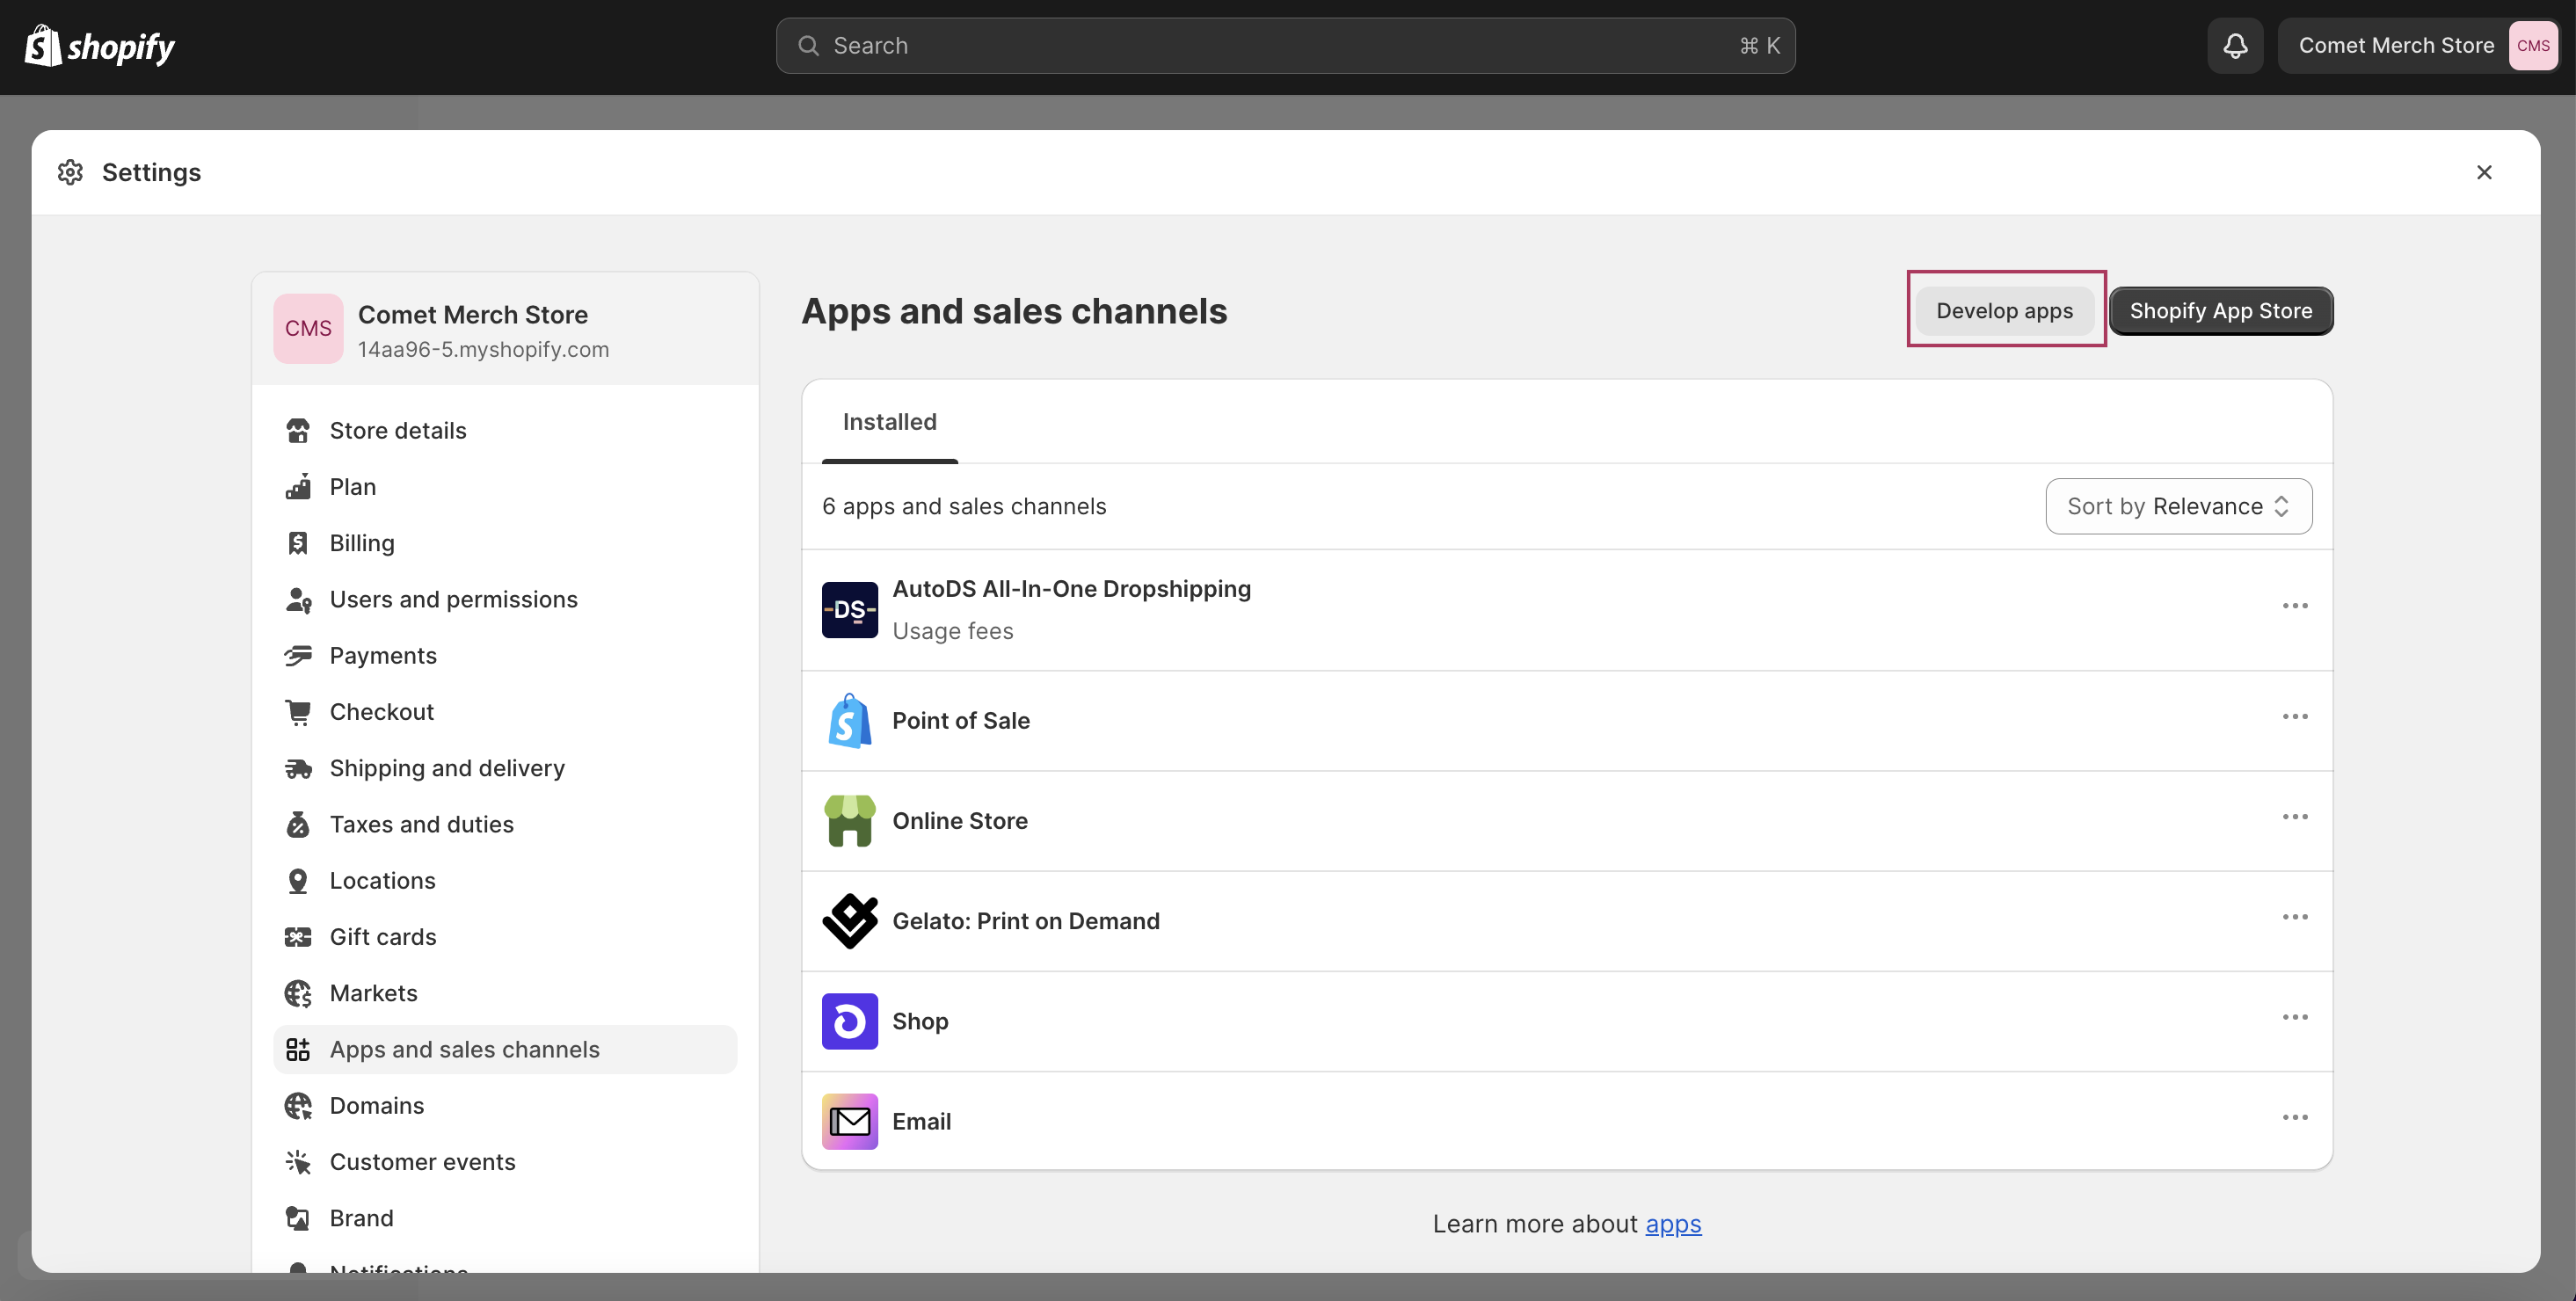 shopify
Search
⌘ K
Comet Merch Store
CMS
Settings
CMS
Comet Merch Store
14aa96-5.myshopify.com
Store details
Plan
Billing
Users and permissions
Payments
Checkout
Shipping and delivery
Taxes and duties
Locations
Gift cards
Markets
Apps and sales channels
Domains
Customer events
Brand
Notifications
Apps and sales channels
Develop apps
Shopify App Store
Installed
6 apps and sales channels
Sort by Relevance
DS
AutoDS All-In-One Dropshipping
Usage fees
Point of Sale
Online Store
Gelato: Print on Demand
Shop
Email
Learn more about apps